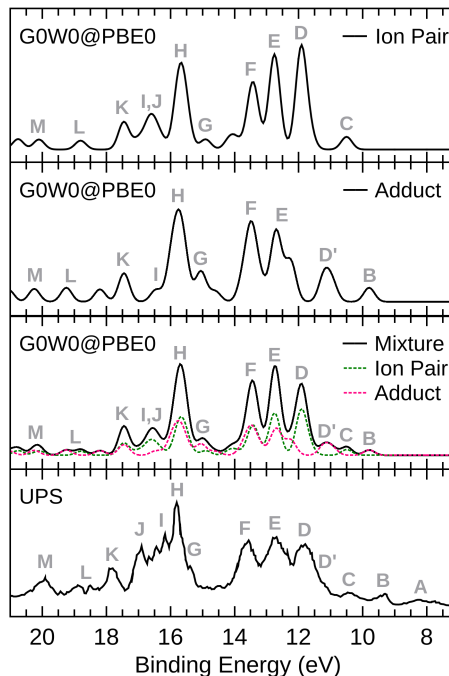 G0W0@PBE0 Ion Pair
M L K I,J H G F E D C
G0W0@PBE0 Adduct
M L K I H G F E D' B
G0W0@PBE0 Mixture
Ion Pair
Adduct
M L K I,J H G F E D D' C B
UPS
M L K J I H G F E D D' C B A
20 18 16 14 12 10 8
Binding Energy (eV)